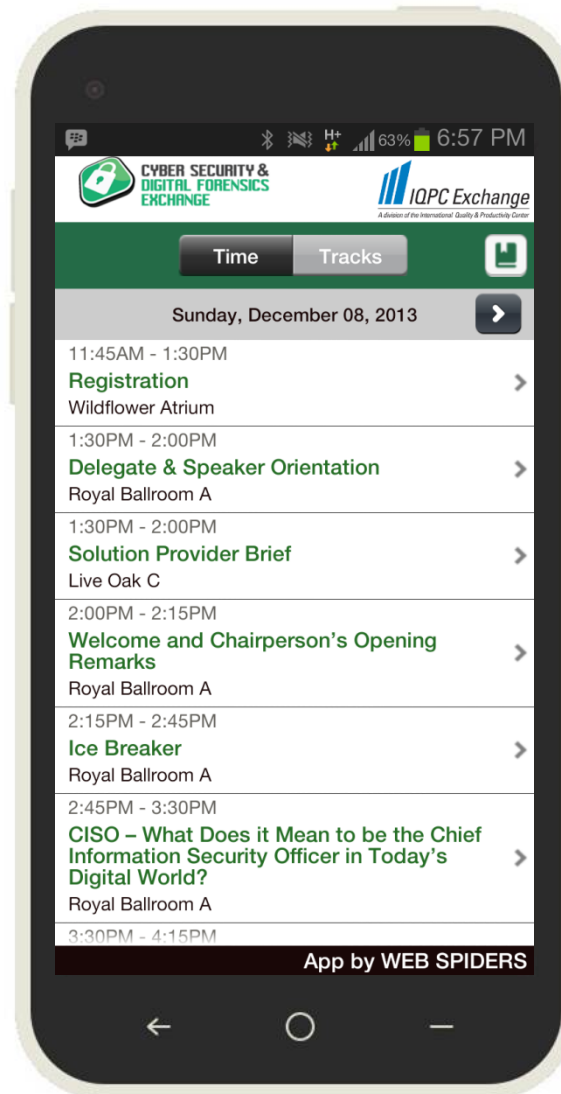 H+ 63% 6:57 PM
CYBER SECURITY &
DIGITAL FORENSICS
EXCHANGE
IQPC Exchange
A division of the International Quality & Productivity Center
Time Tracks
Sunday, December 08, 2013
11:45AM - 1:30PM
Registration
Wildflower Atrium
1:30PM - 2:00PM
Delegate & Speaker Orientation
Royal Ballroom A
1:30PM - 2:00PM
Solution Provider Brief
Live Oak C
2:00PM - 2:15PM
Welcome and Chairperson's Opening
Remarks
Royal Ballroom A
2:15PM - 2:45PM
Ice Breaker
Royal Ballroom A
2:45PM - 3:30PM
CISO – What Does it Mean to be the Chief
Information Security Officer in Today's
Digital World?
Royal Ballroom A
3:30PM - 4:15PM
App by WEB SPIDERS